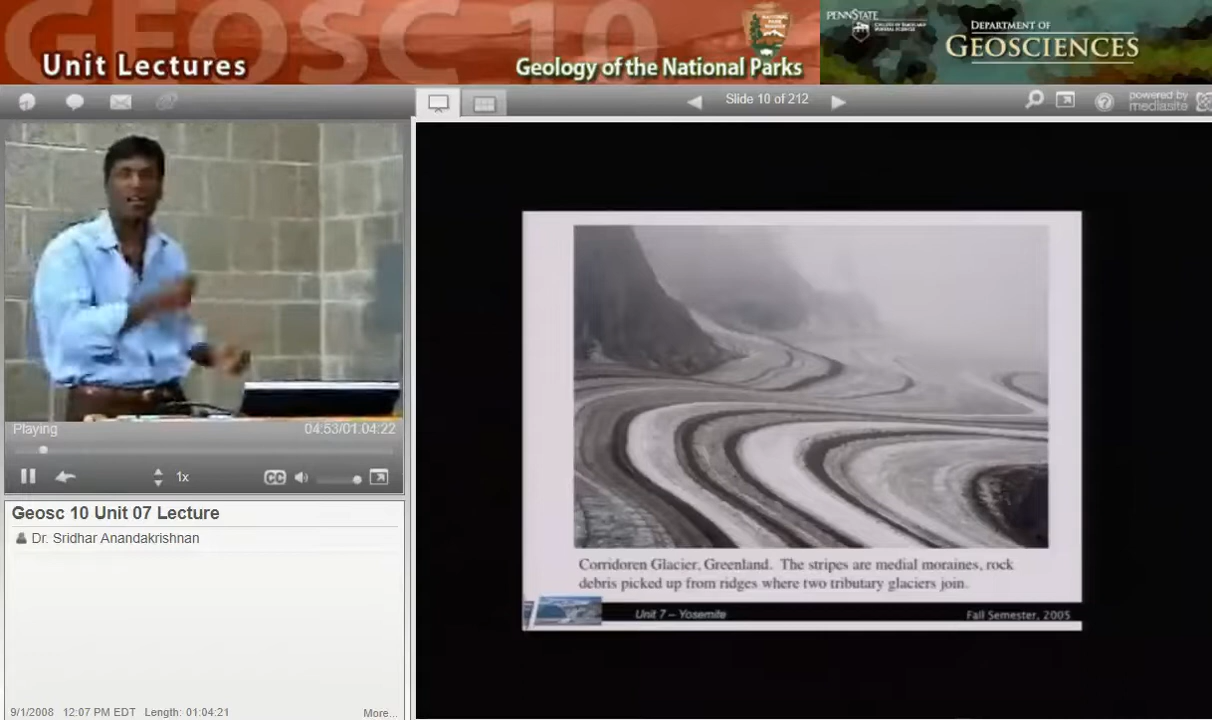 GEOSC 10
Unit Lectures
Geology of the National Parks
PENNSTATE
DEPARTMENT OF
GEOSCIENCES
Slide 10 of 212
powered by
mediasite
Playing
04:53/01:04:22
1x
CC
Geosc 10 Unit 07 Lecture
Dr. Sridhar Anandakrishnan
9/1/2008 12:07 PM EDT Length: 01:04:21
More...
Corridoren Glacier, Greenland. The stripes are medial moraines, rock
debris picked up from ridges where two tributary glaciers join.
Unit 7 – Yosemite
Fall Semester, 2005